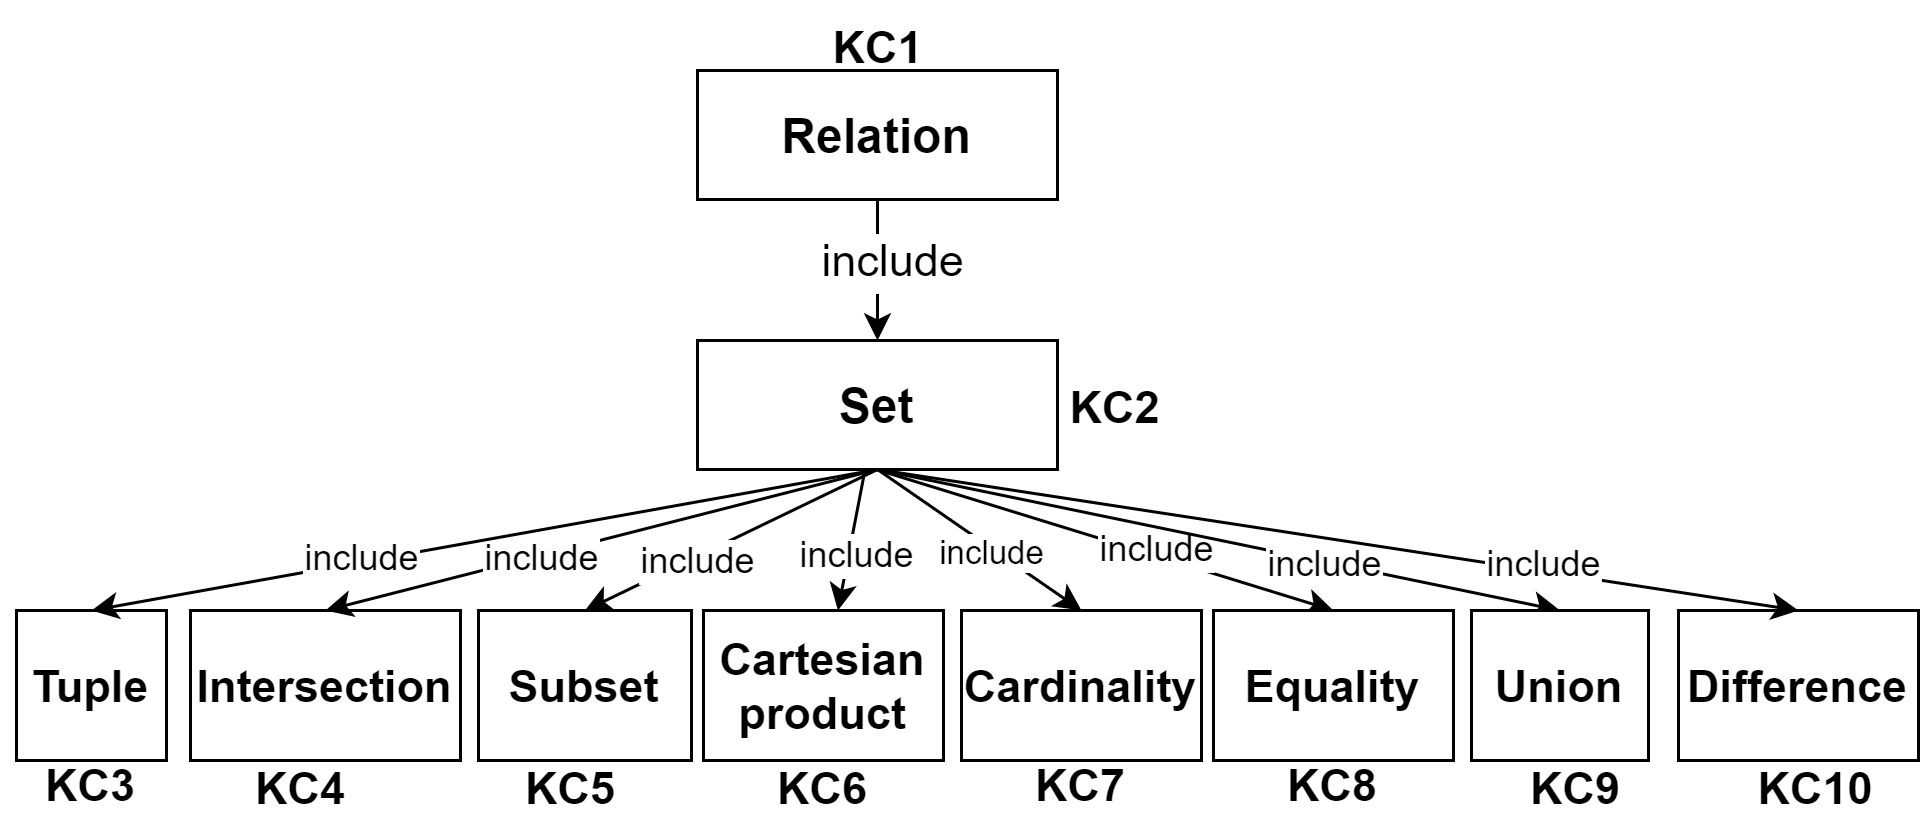 KC1
Relation
include
Set
KC2
include
include
include
include
include
include
include
include
Tuple
Intersection
Subset
Cartesian
product
Cardinality
Equality
Union
Difference
KC3
KC4
KC5
KC6
KC7
KC8
KC9
KC10